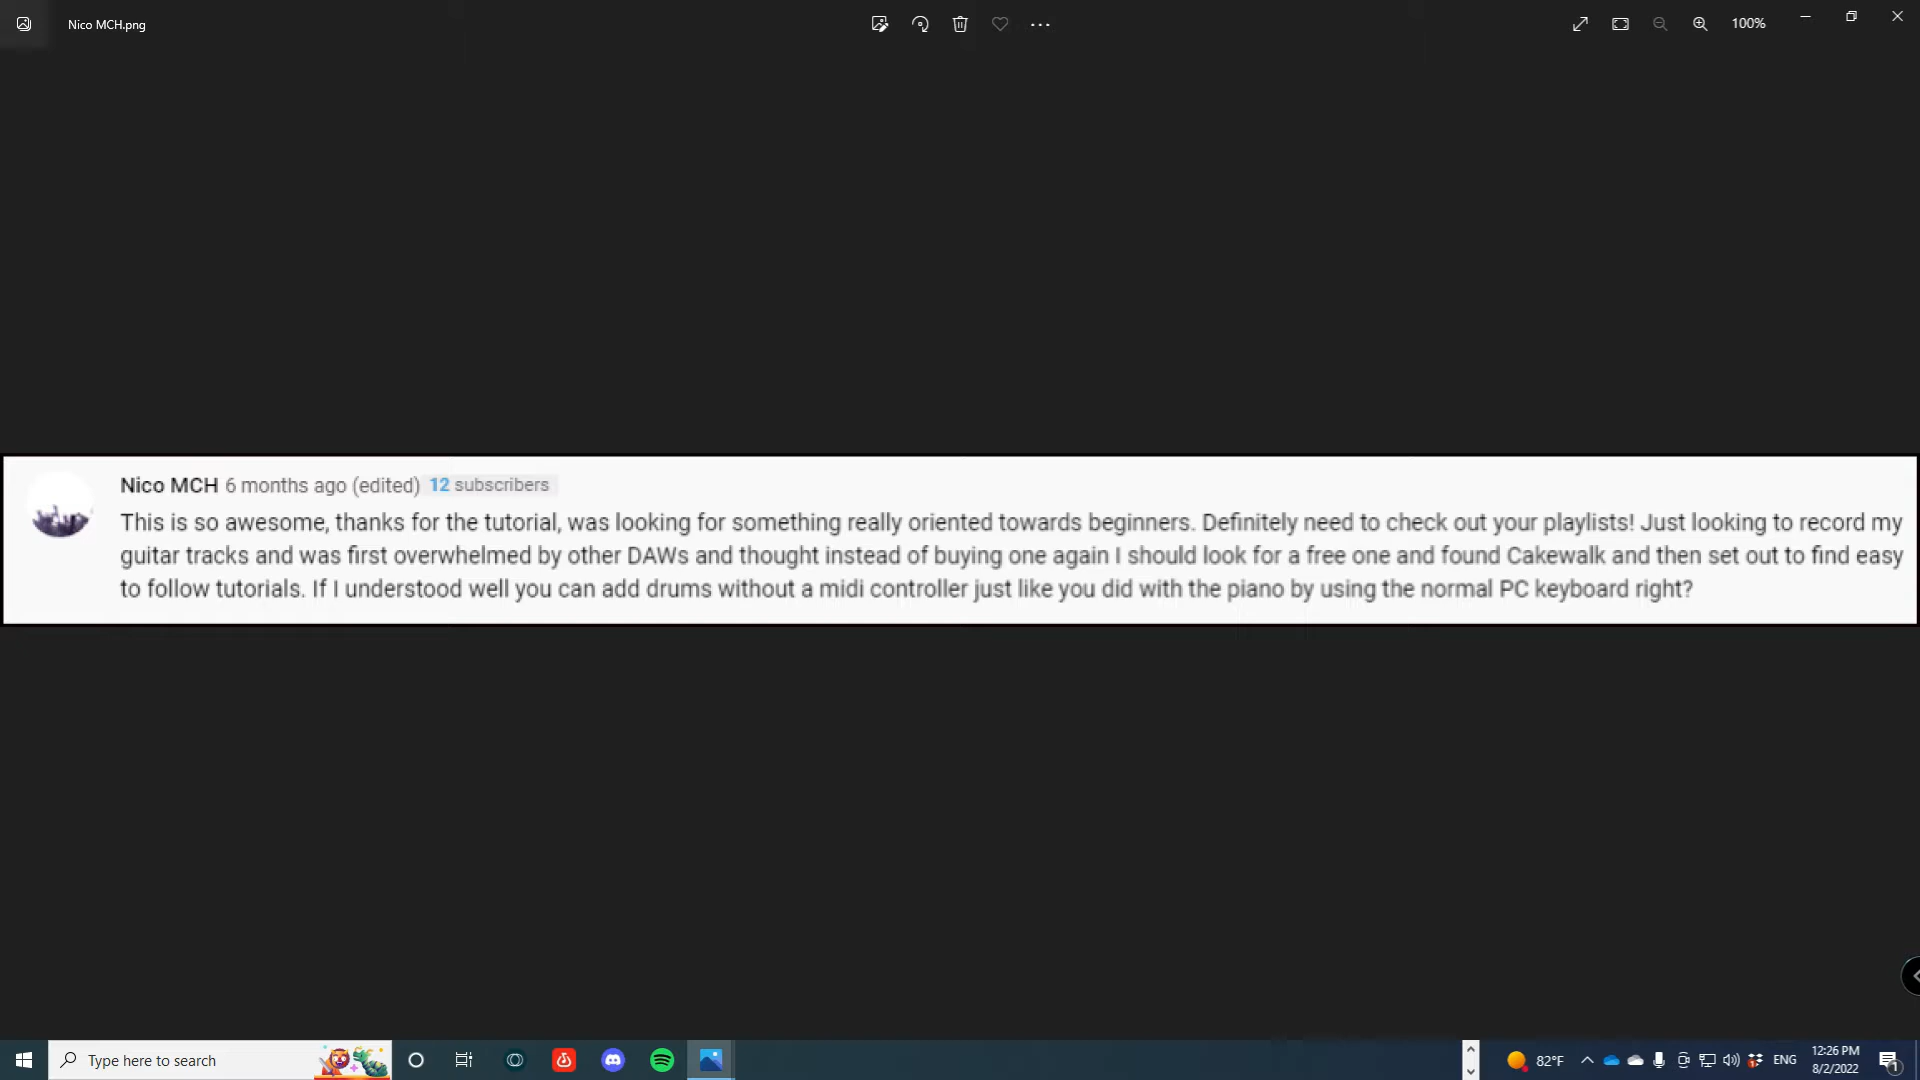 Nico MCH.png
100%
Nico MCH 6 months ago (edited) 12 subscribers
This is so awesome, thanks for the tutorial, was looking for something really oriented towards beginners. Definitely need to check out your playlists! Just looking to record my
guitar tracks and was first overwhelmed by other DAWs and thought instead of buying one again I should look for a free one and found Cakewalk and then set out to find easy
to follow tutorials. If I understood well you can add drums without a midi controller just like you did with the piano by using the normal PC keyboard right?
Type here to search
82°F
ENG
12:26 PM
8/2/2022
1